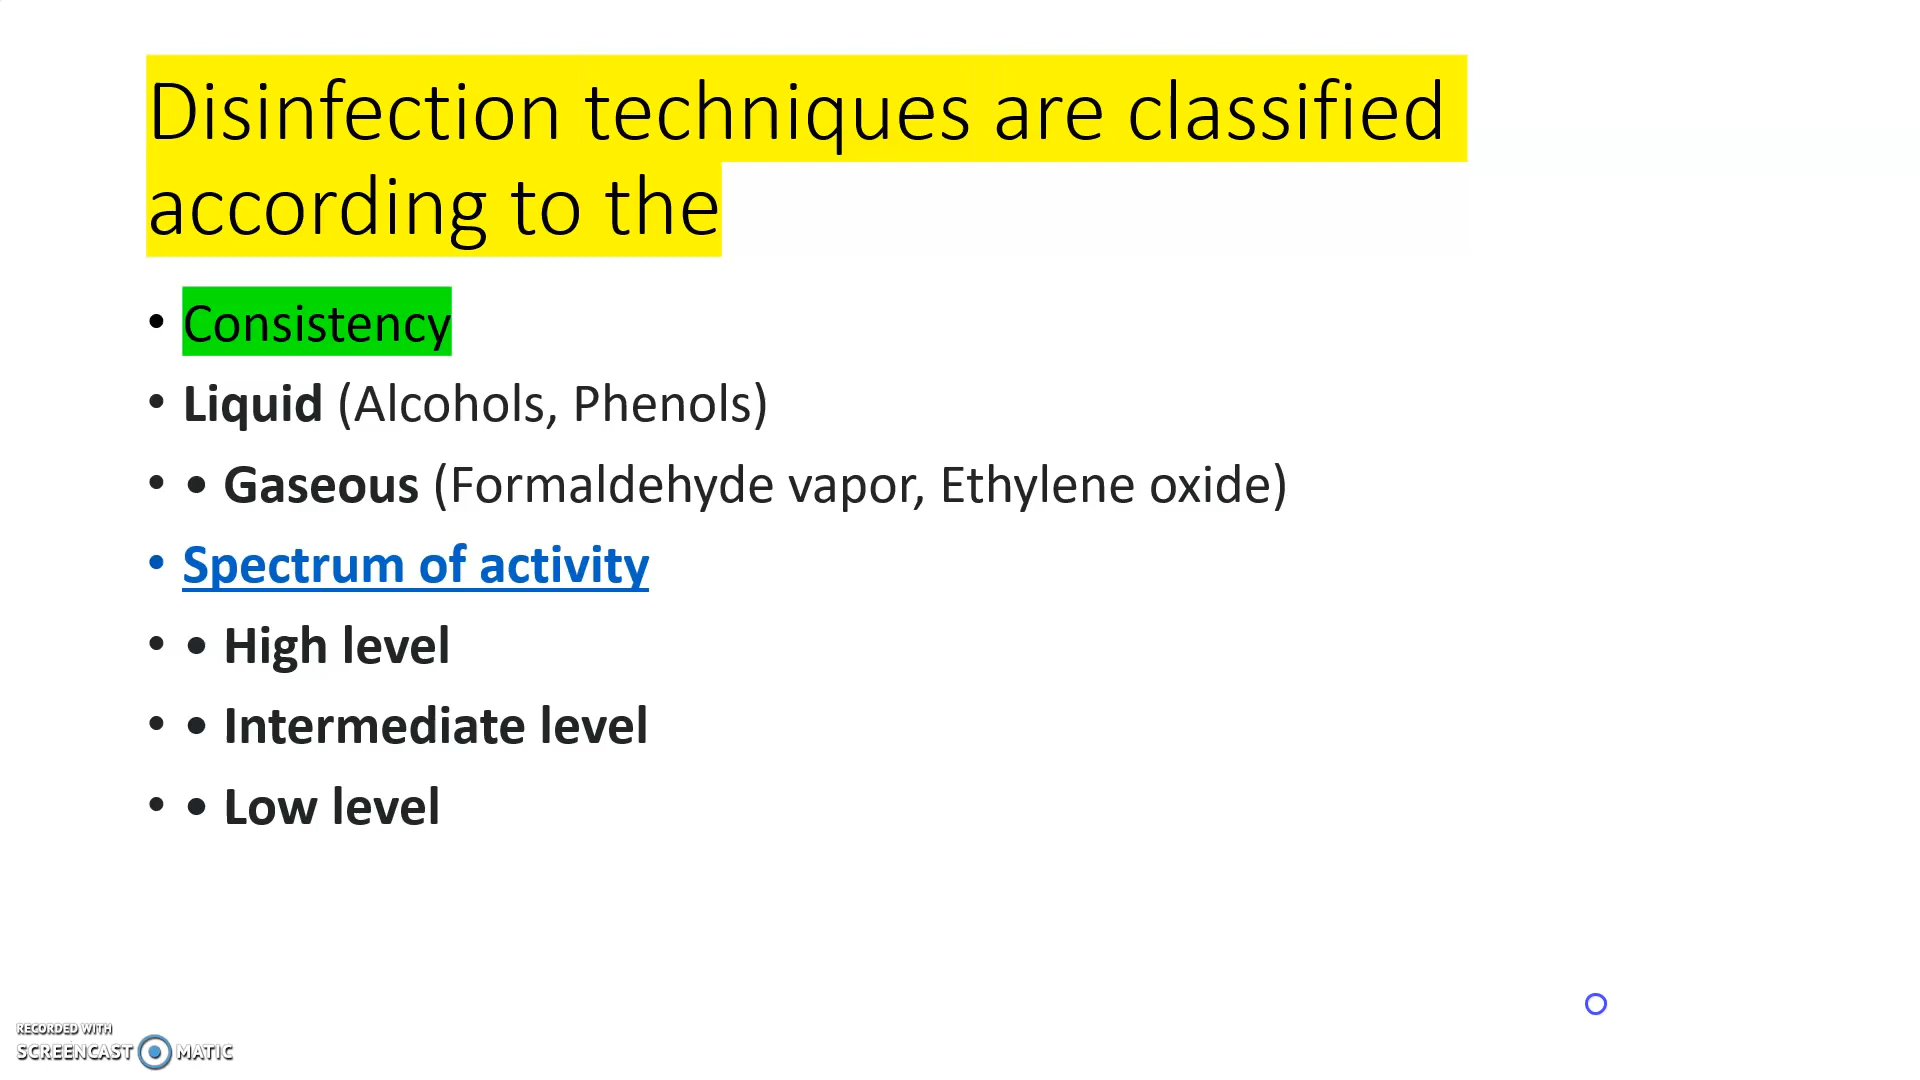 Disinfection techniques are classified
according to the
• Consistency
• Liquid (Alcohols, Phenols)
• • Gaseous (Formaldehyde vapor, Ethylene oxide)
• Spectrum of activity
• • High level
• • Intermediate level
• • Low level
RECORDED WITH
SCREENCAST MATIC